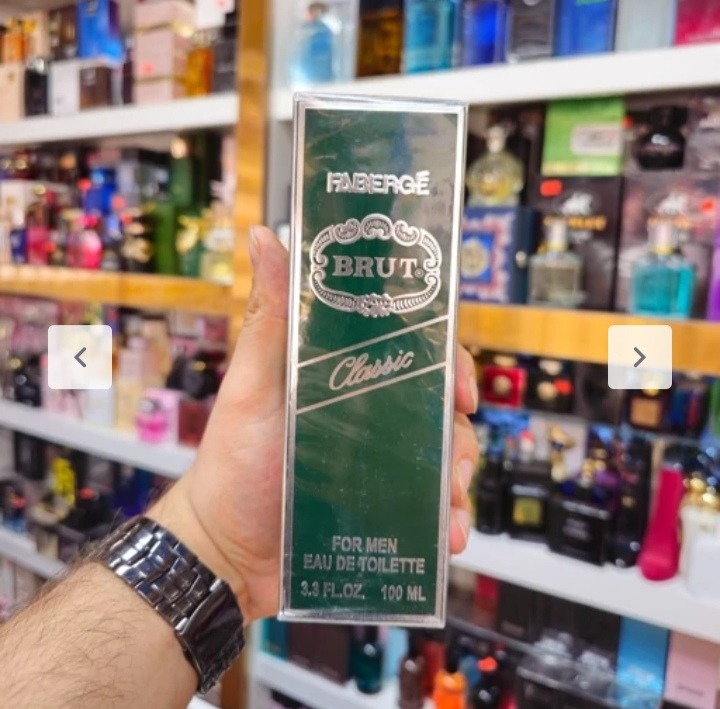 FABERGÉ
BRUT®
Classic
FOR MEN
EAU DE TOILETTE
3.3 FL.OZ. 100 ML